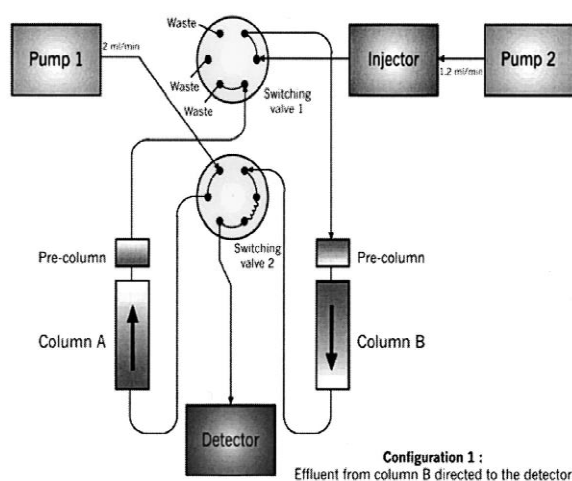 Waste
2 ml/min
Pump 1
Waste
Waste
Switching
valve 1
Injector
1.2 ml/min
Pump 2
Pre-column
Switching
valve 2
Pre-column
Column A
Column B
Detector
Configuration 1 :
Effluent from column B directed to the detector